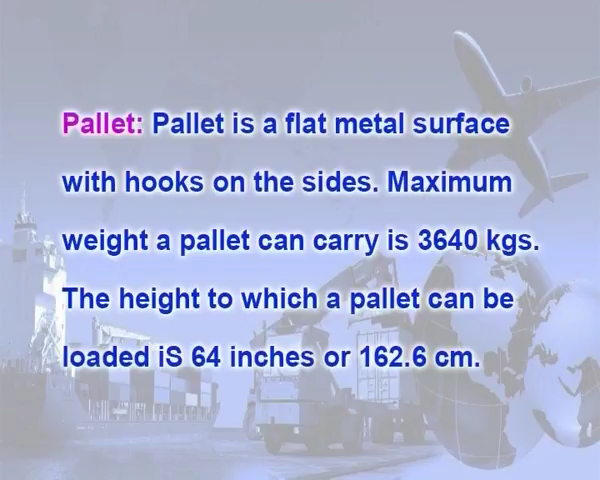 Pallet: Pallet is a flat metal surface
with hooks on the sides. Maximum
weight a pallet can carry is 3640 kgs.
The height to which a pallet can be
loaded iS 64 inches or 162.6 cm.